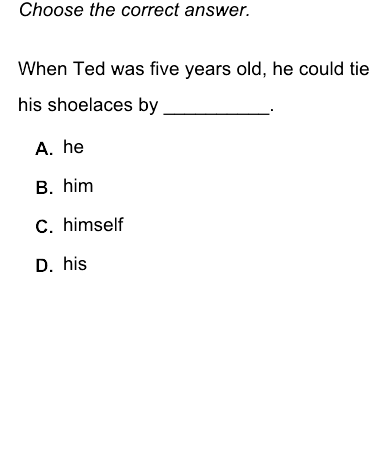 Choose the correct answer.
When Ted was five years old, he could tie
his shoelaces by __________.
A. he
B. him
C. himself
D. his